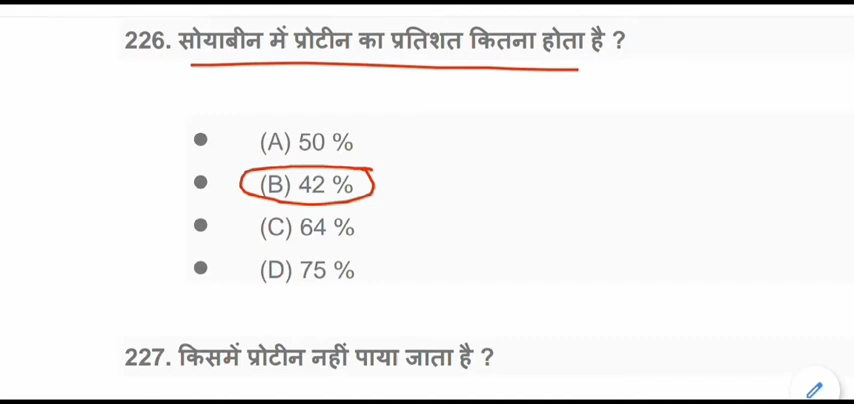 226. सोयाबीन में प्रोटीन का प्रतिशत कितना होता है ?
(A) 50 %
(B) 42 %
(C) 64 %
(D) 75 %
227. किसमें प्रोटीन नहीं पाया जाता है ?